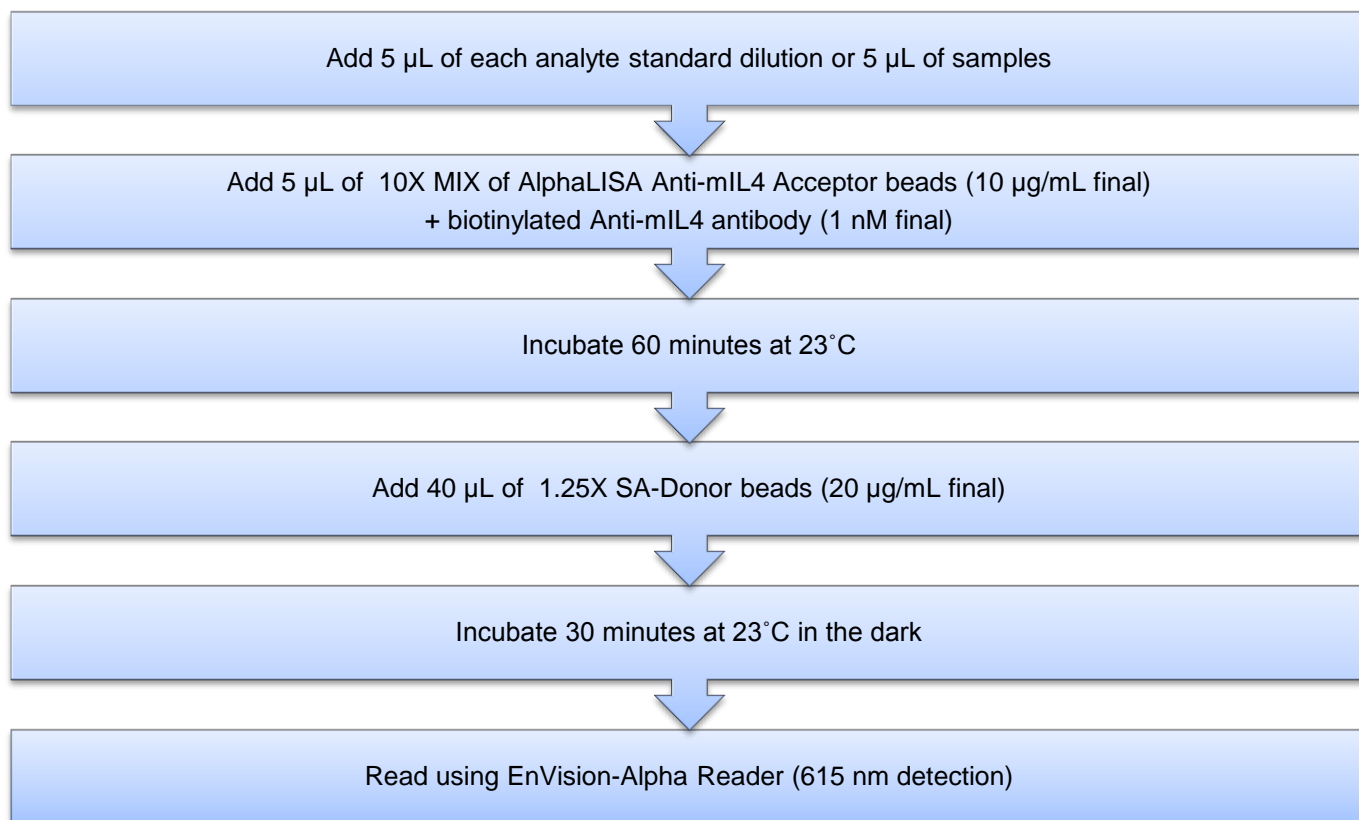 Add 5 µL of each analyte standard dilution or 5 µL of samples
Add 5 µL of  10X MIX of AlphaLISA Anti-mIL4 Acceptor beads (10 µg/mL final)
+ biotinylated Anti-mIL4 antibody (1 nM final)
Incubate 60 minutes at 23˚C
Add 40 µL of  1.25X SA-Donor beads (20 µg/mL final)
Incubate 30 minutes at 23˚C in the dark
Read using EnVision-Alpha Reader (615 nm detection)